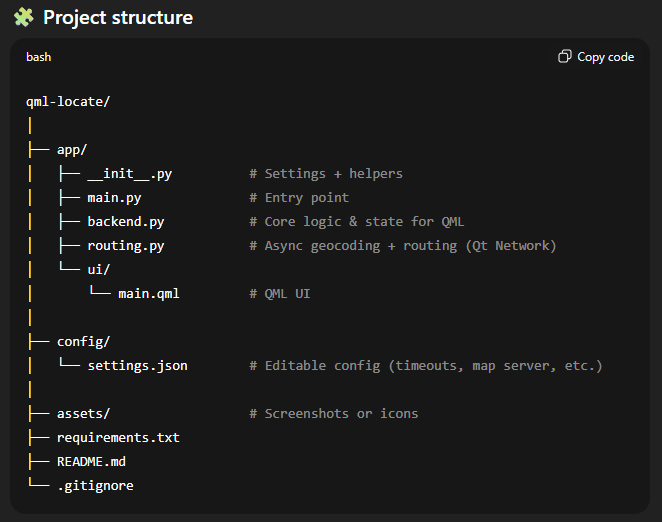 🧩 Project structure
bash
Copy code
qml-locate/
│
├── app/
│   ├── __init__.py          # Settings + helpers
│   ├── main.py              # Entry point
│   ├── backend.py           # Core logic & state for QML
│   ├── routing.py           # Async geocoding + routing (Qt Network)
│   └── ui/
│       └── main.qml         # QML UI
│
├── config/
│   └── settings.json        # Editable config (timeouts, map server, etc.)
│
├── assets/                  # Screenshots or icons
├── requirements.txt
├── README.md
└── .gitignore